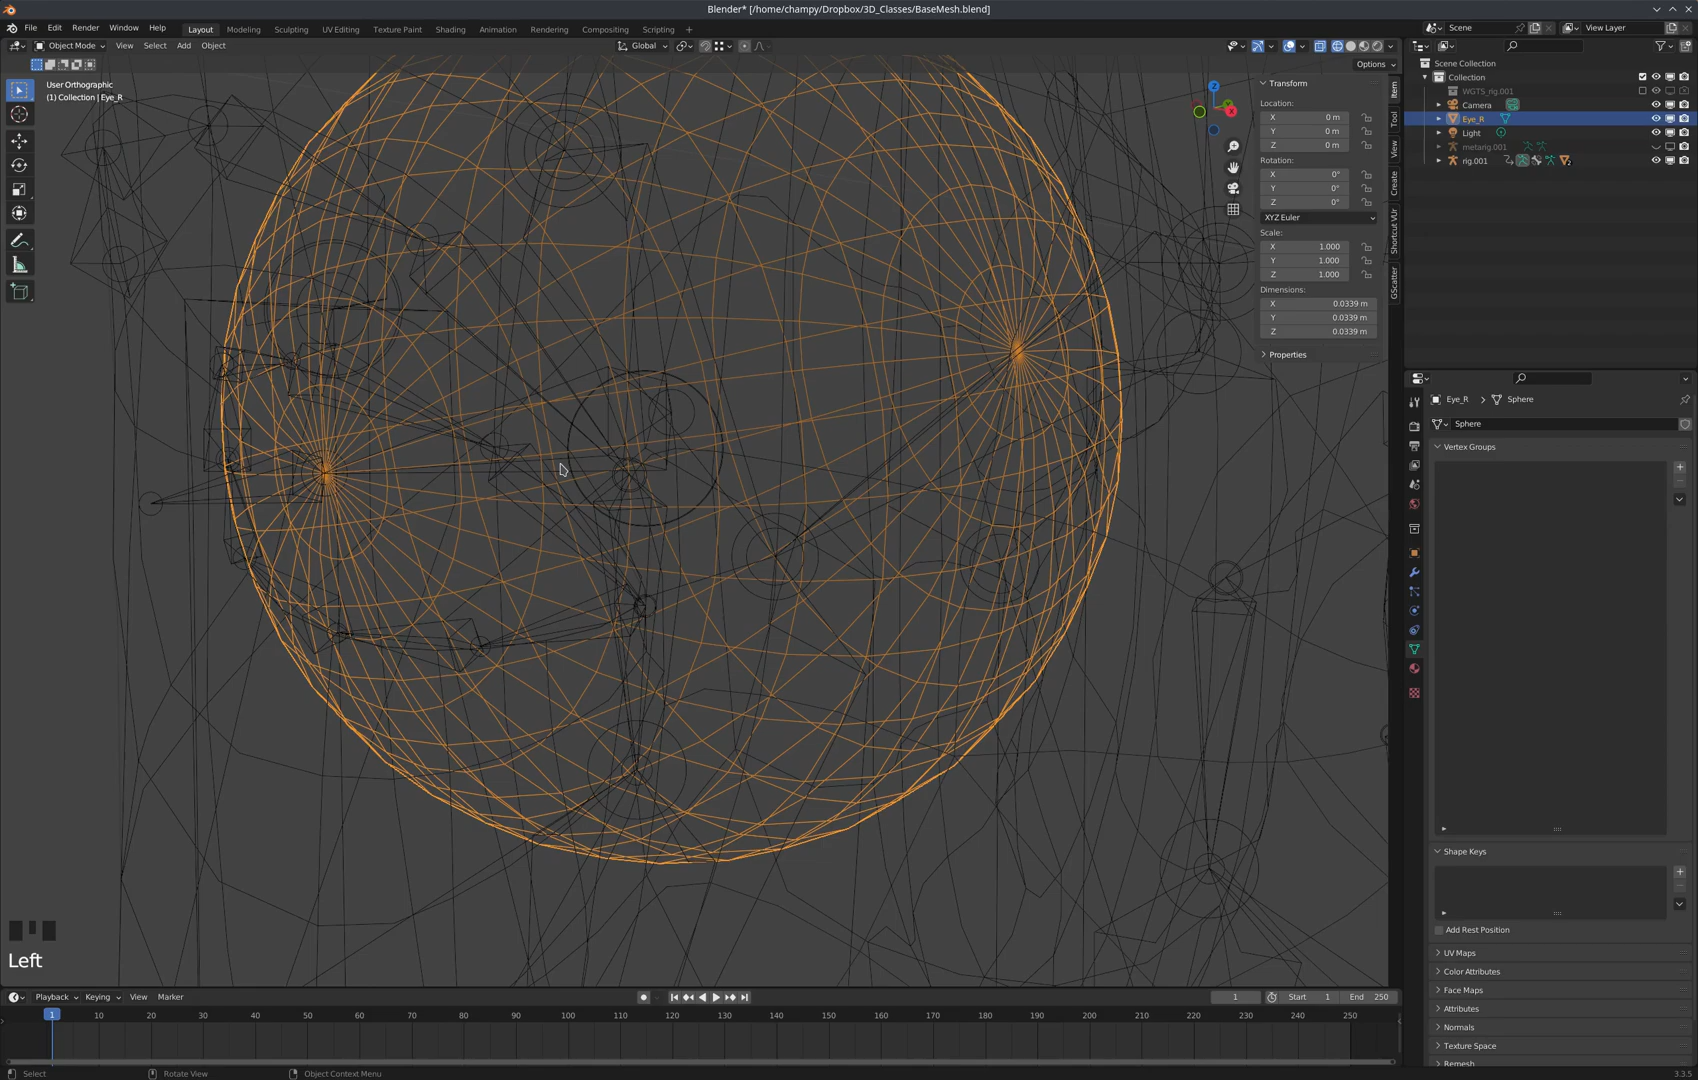 Blender* [/home/champy/Dropbox/3D_Classes/BaseMesh.blend]
File Edit Render Window Help Layout Modeling Sculpting UV Editing Texture Paint Shading Animation Rendering Compositing Scripting + Scene View Layer
Object Mode View Select Add Object Global
Options
User Orthographic
(1) Collection | Eye_R
Transform
Location:
X 0 m
Y 0 m
Z 0 m
Rotation:
X 0°
Y 0°
Z 0°
XYZ Euler
Scale:
X 1.000
Y 1.000
Z 1.000
Dimensions:
X 0.0339 m
Y 0.0339 m
Z 0.0339 m
Properties
Item
Tool
View
Create
Shortcut VUr
GScatter
Z
X
Scene Collection
Collection
WGTS_rig.001
Camera
Eye_R
Light
metarig.001
rig.001
2
Eye_R > Sphere
Sphere
Vertex Groups
Shape Keys
Add Rest Position
UV Maps
Color Attributes
Face Maps
Attributes
Normals
Texture Space
Remesh
Left
Playback Keying View Marker 1 Start 1 End 250
1 10 20 30 40 50 60 70 80 90 100 110 120 130 140 150 160 170 180 190 200 210 220 230 240 250
Select Rotate View Object Context Menu 3.3.5